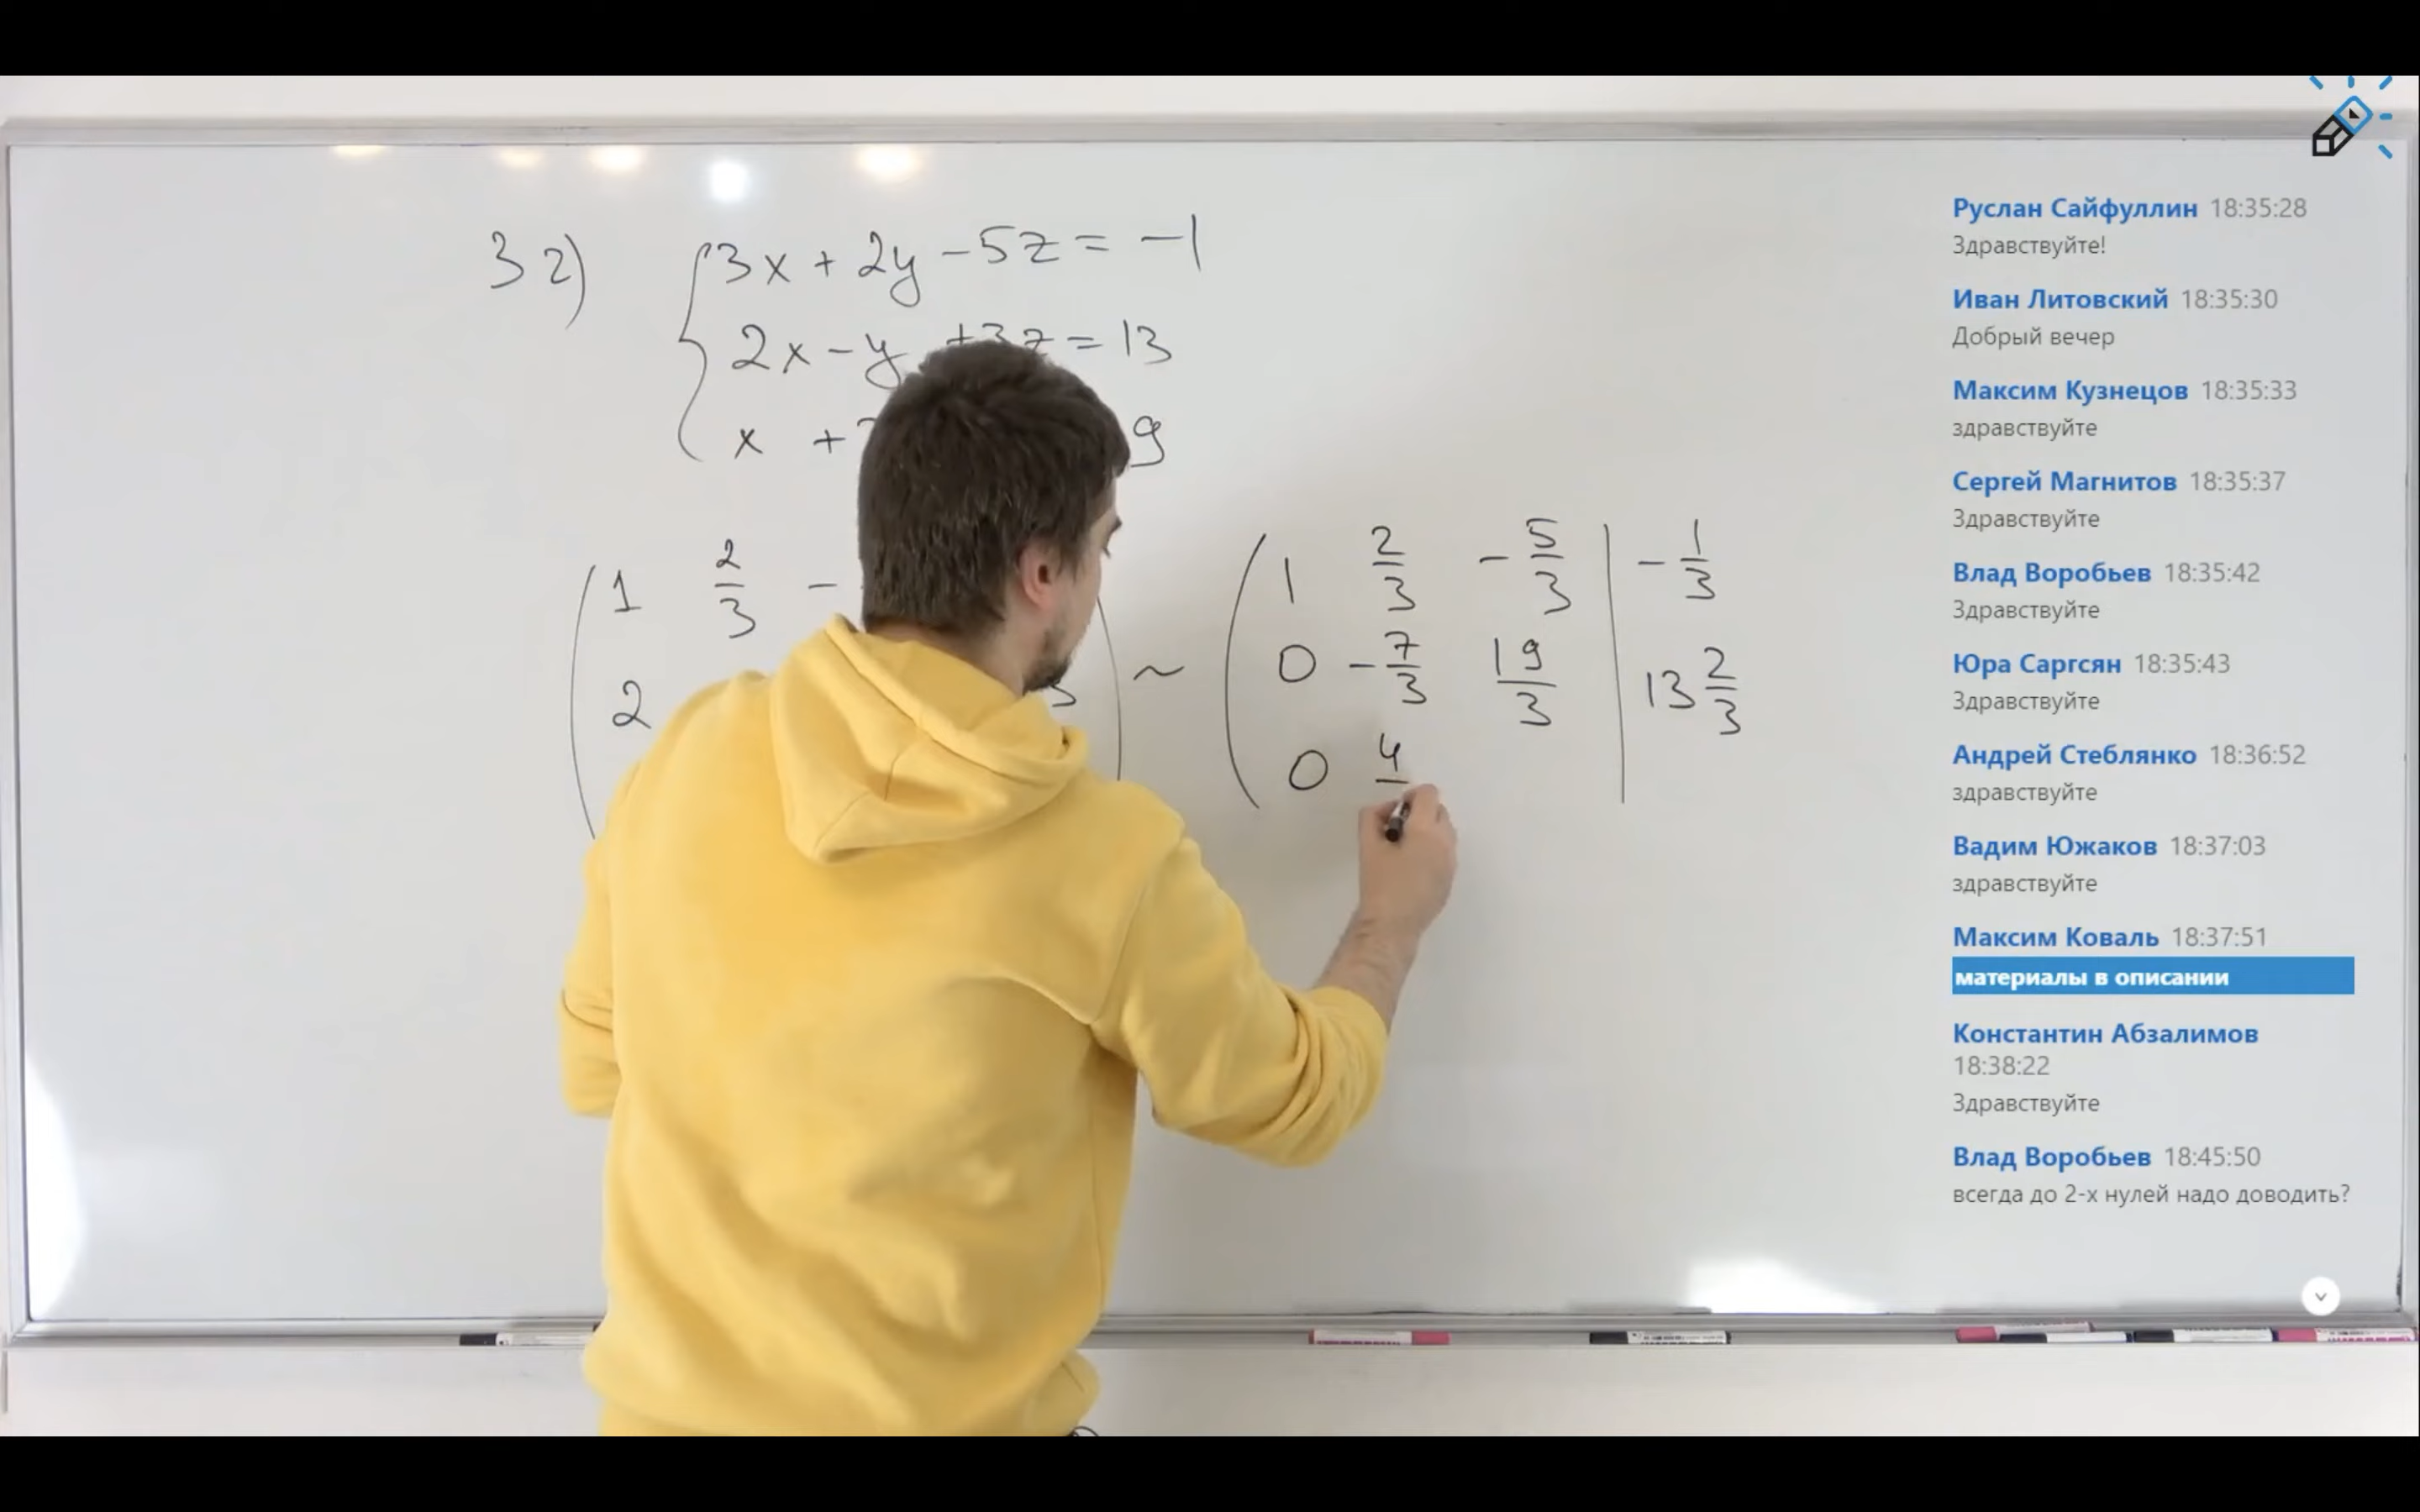 32) 3x + 2y - 5z = -1
2x - y + 3z = 13
x + 9
1 2/3 -
2
~
1 2/3 - 5/3 | - 1/3
0 - 7/3 19/3 | 13 2/3
0 4
Руслан Сайфуллин 18:35:28
Здравствуйте!
Иван Литовский 18:35:30
Добрый вечер
Максим Кузнецов 18:35:33
здравствуйте
Сергей Магнитов 18:35:37
Здравствуйте
Влад Воробьев 18:35:42
Здравствуйте
Юра Саргсян 18:35:43
Здравствуйте
Андрей Стеблянко 18:36:52
здравствуйте
Вадим Южаков 18:37:03
здравствуйте
Максим Коваль 18:37:51
материалы в описании
Константин Абзалимов
18:38:22
Здравствуйте
Влад Воробьев 18:45:50
всегда до 2-х нулей надо доводить?